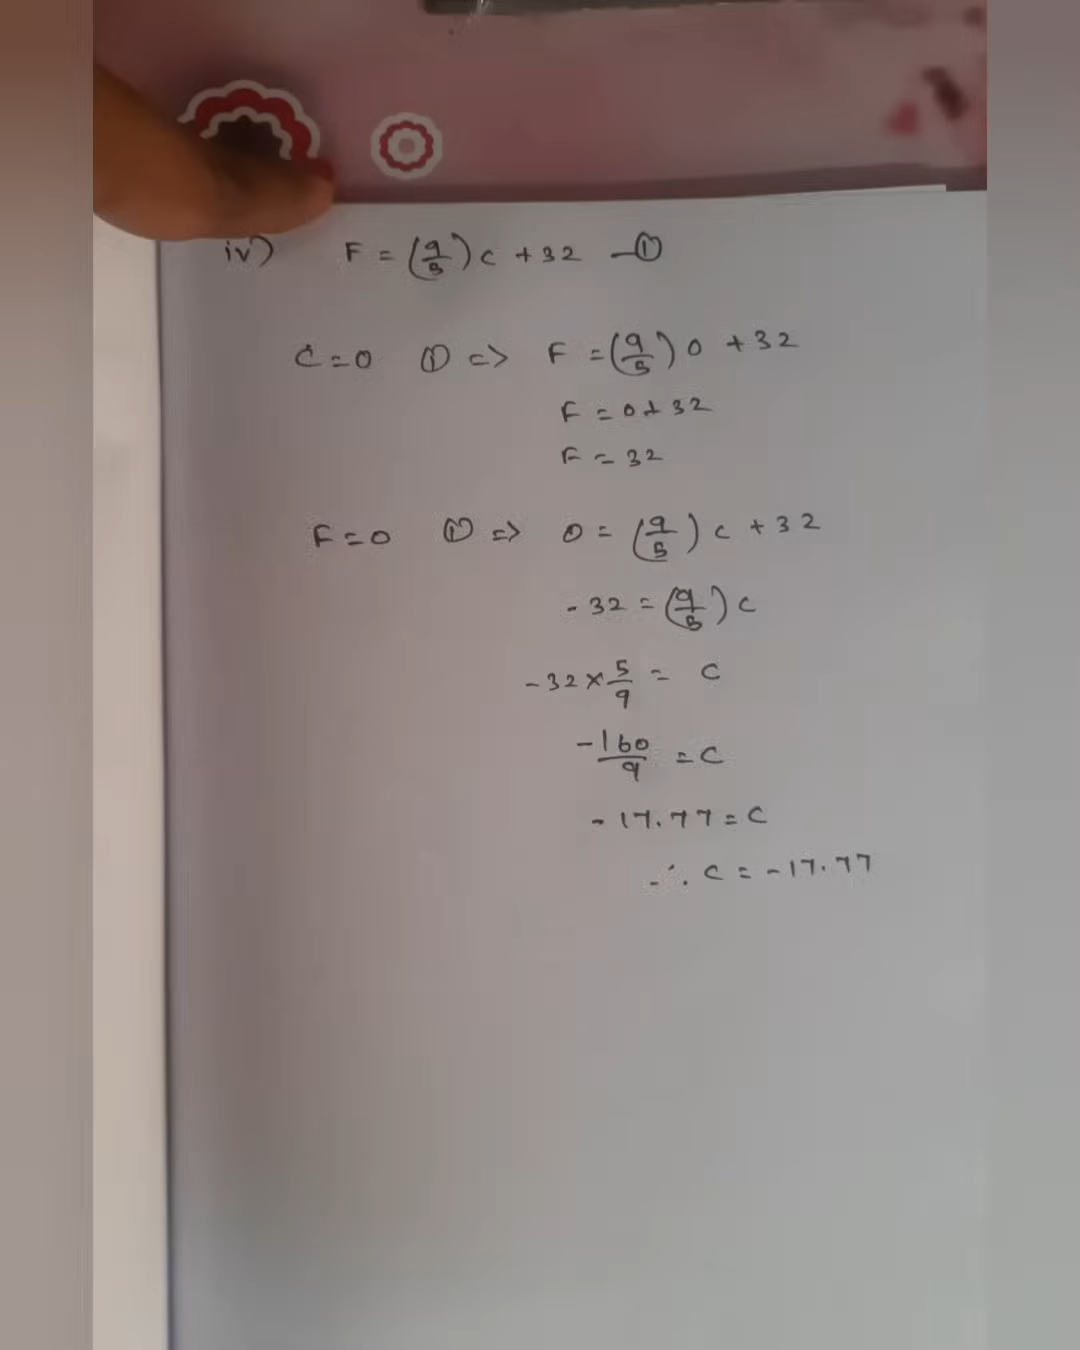 iv) F = (9/5) C + 32 —①
C = 0 ① => F = (9/5) 0 + 32
F = 0 + 32
F = 32
F = 0 ① => 0 = (9/5) C + 32
- 32 = (9/5) C
- 32 × 5/9 = C
-160/9 = C
- 17.77 = C
∴ C = - 17.77